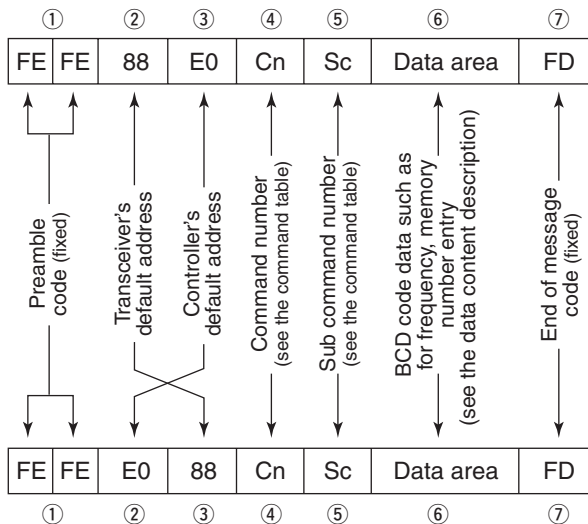 ① ② ③ ④ ⑤ ⑥ ⑦
FE FE 88 E0 Cn Sc Data area FD
Preamble
code (fixed)
Transceiver's
default address
Controller's
default address
Command number
(see the command table)
Sub command number
(see the command table)
BCD code data such as
for frequency, memory
number entry
(see the data content description)
End of message
code (fixed)
FE FE E0 88 Cn Sc Data area FD
① ② ③ ④ ⑤ ⑥ ⑦